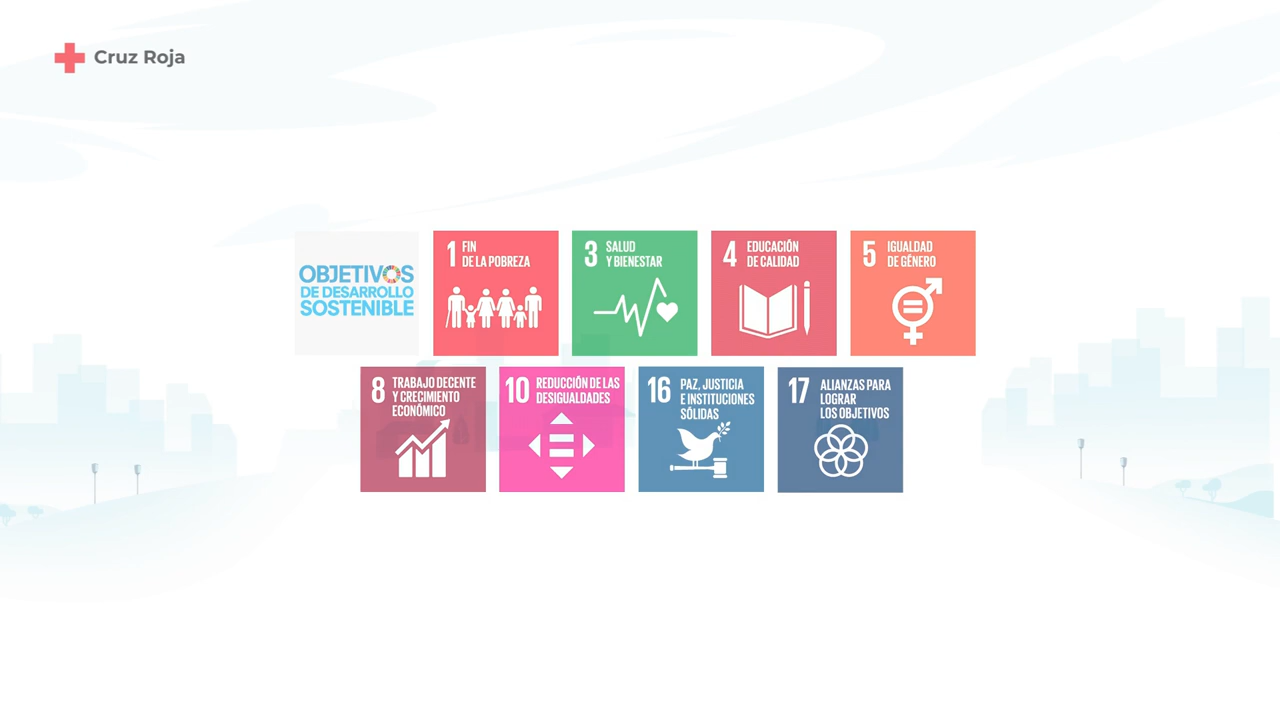 Cruz Roja
OBJETIVOS
DE DESARROLLO
SOSTENIBLE
1 FIN
DE LA POBREZA
3 SALUD
Y BIENESTAR
4 EDUCACIÓN
DE CALIDAD
5 IGUALDAD
DE GÉNERO
8 TRABAJO DECENTE
Y CRECIMIENTO
ECONÓMICO
10 REDUCCIÓN DE LAS
DESIGUALDADES
16 PAZ, JUSTICIA
E INSTITUCIONES
SÓLIDAS
17 ALIANZAS PARA
LOGRAR
LOS OBJETIVOS